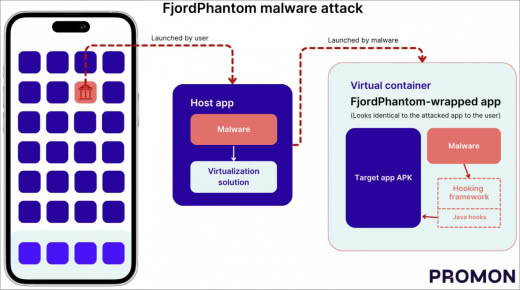 FjordPhantom malware attack
Launched by user
Launched by malware
Host app
Malware
Virtualization
solution
Virtual container
FjordPhantom-wrapped app
(Looks identical to the attacked app to the user)
Target app APK
Malware
Hooking
framework
Java hooks
PROMON